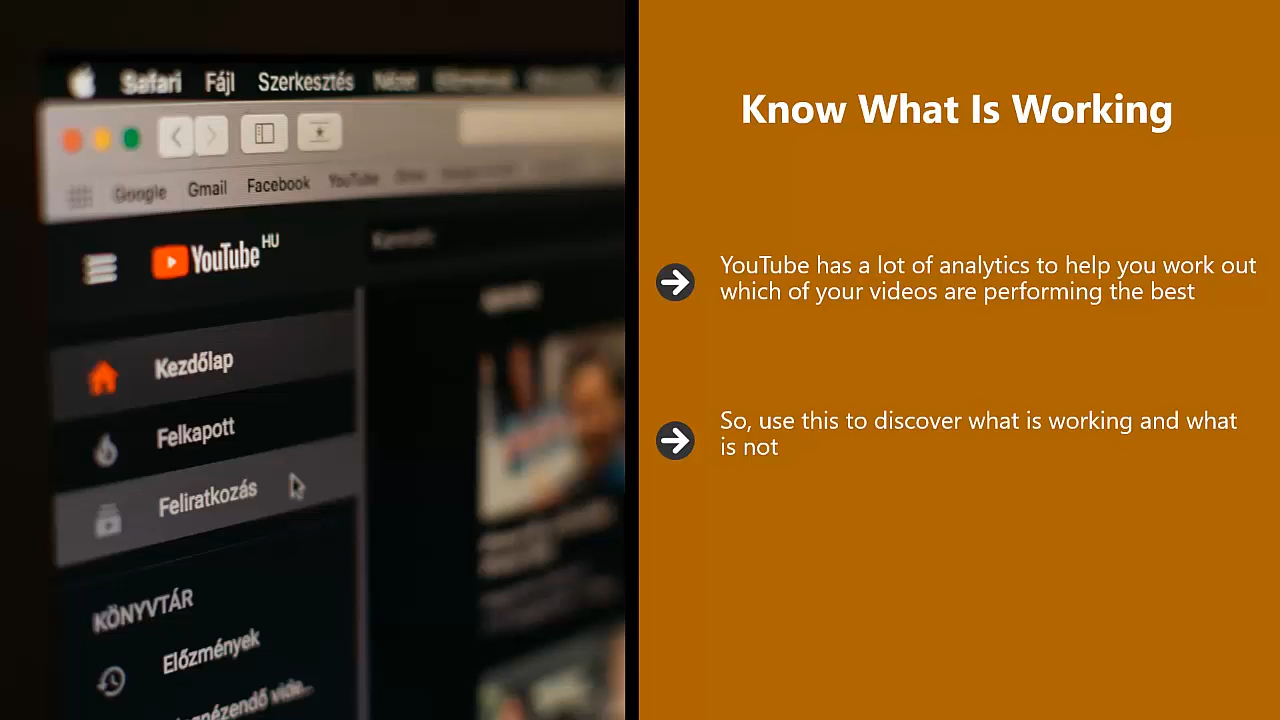 Safari Fájl Szerkesztés Nézet
Google Gmail Facebook YouTube
YouTube HU
Kezdőlap
Felkapott
Feliratkozás
KÖNYVTÁR
Előzmények
Know What Is Working
YouTube has a lot of analytics to help you work out
which of your videos are performing the best
So, use this to discover what is working and what
is not